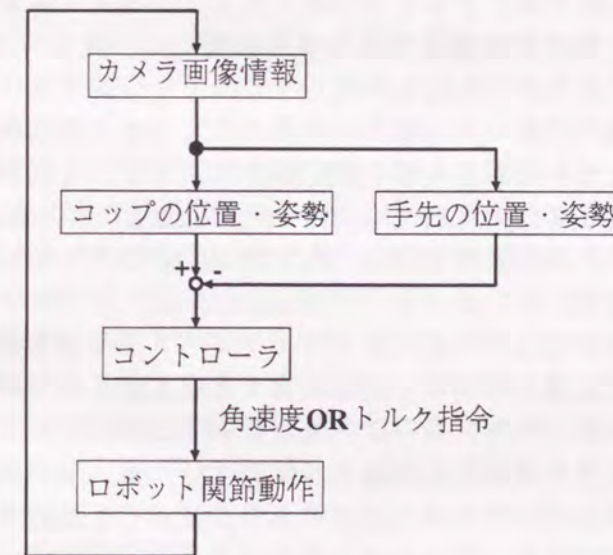 カメラ画像情報
コップの位置・姿勢
手先の位置・姿勢
+
-
コントローラ
角速度ORトルク指令
ロボット関節動作